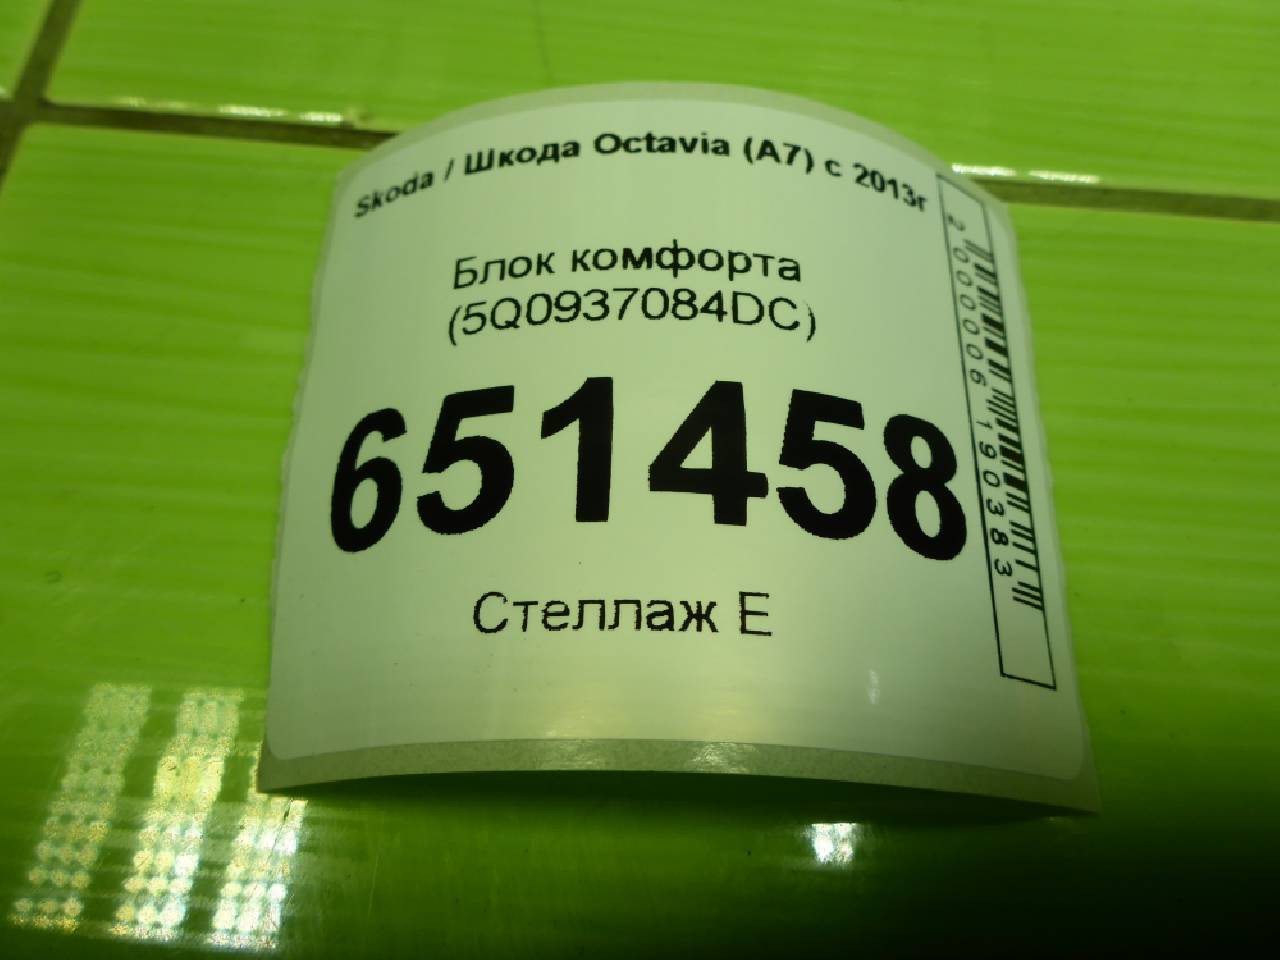 Skoda / Шкода Octavia (A7) с 2013г
Блок комфорта
(5Q0937084DC)
651458
Стеллаж Е
2000006190383